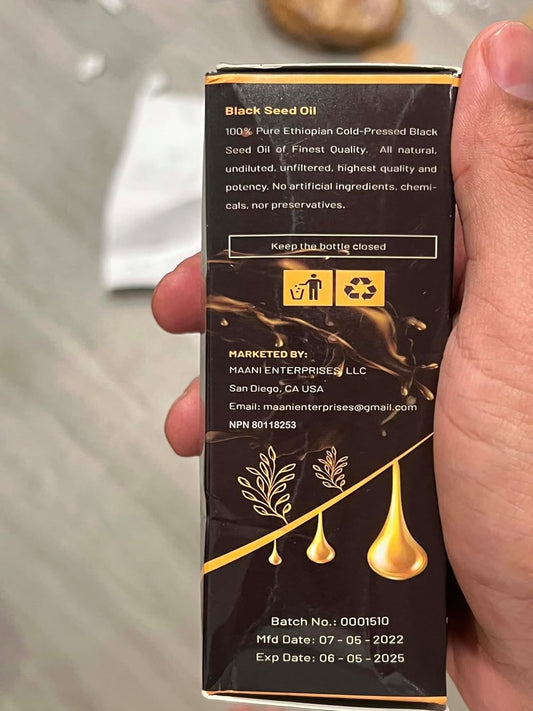 Black Seed Oil
100% Pure Ethiopian Cold-Pressed Black
Seed Oil of Finest Quality. All natural,
undiluted, unfiltered, highest quality and
potency. No artificial ingredients, chemi-
cals, nor preservatives.
Keep the bottle closed
MARKETED BY:
MAANI ENTERPRISES, LLC
San Diego, CA USA
Email: maanienterprises@gmail.com
NPN 80118253
Batch No.: 0001510
Mfd Date: 07 - 05 - 2022
Exp Date: 06 - 05 - 2025